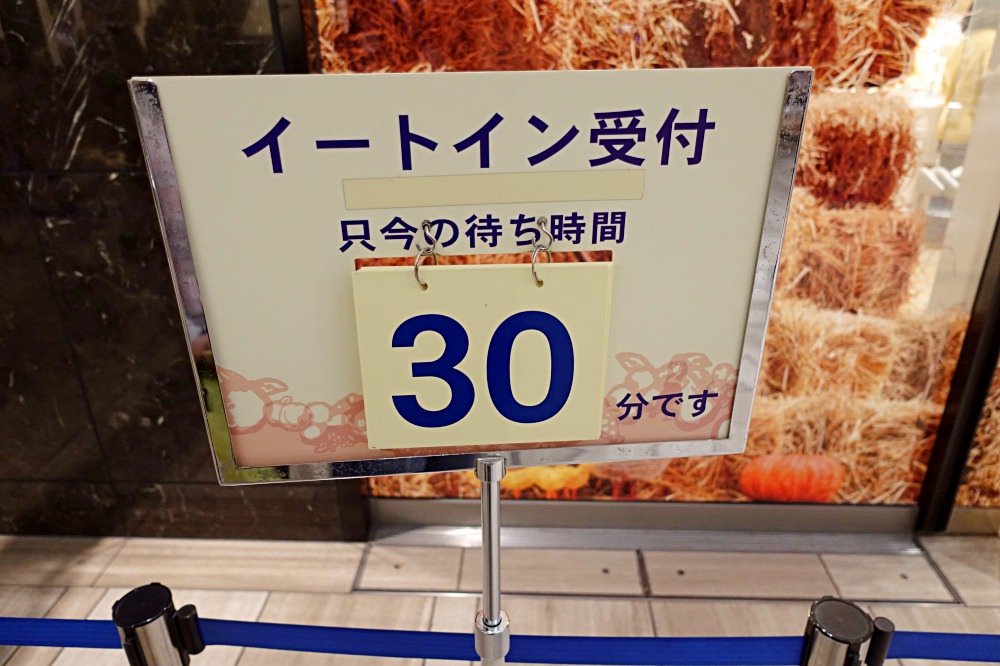 イートイン受付
只今の待ち時間
30
分です